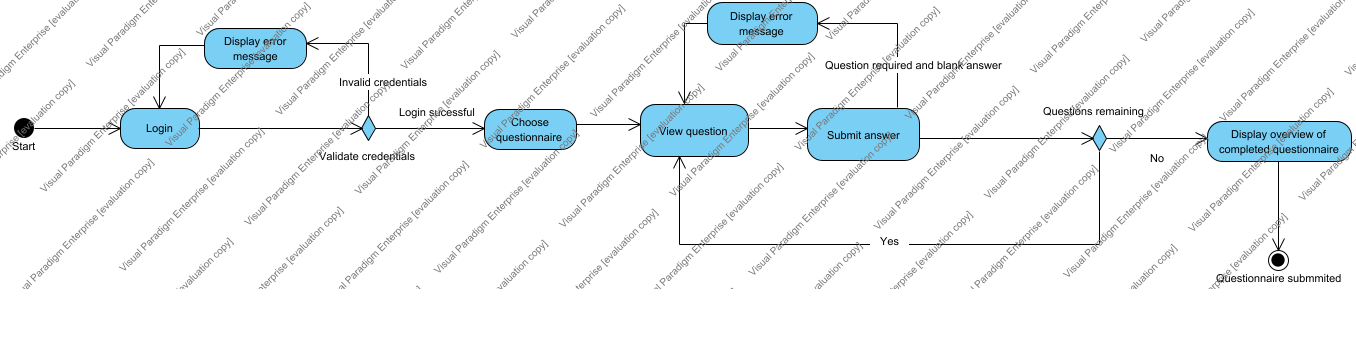 Display error
message
Display error
message
Invalid credentials
Question required and blank answer
Login sucessful
Questions remaining
Start
Login
Validate credentials
Choose
questionnaire
View question
Submit answer
No
Display overview of
completed questionnaire
Yes
Questionnaire submmited
Visual Paradigm Enterprise [evaluation copy]